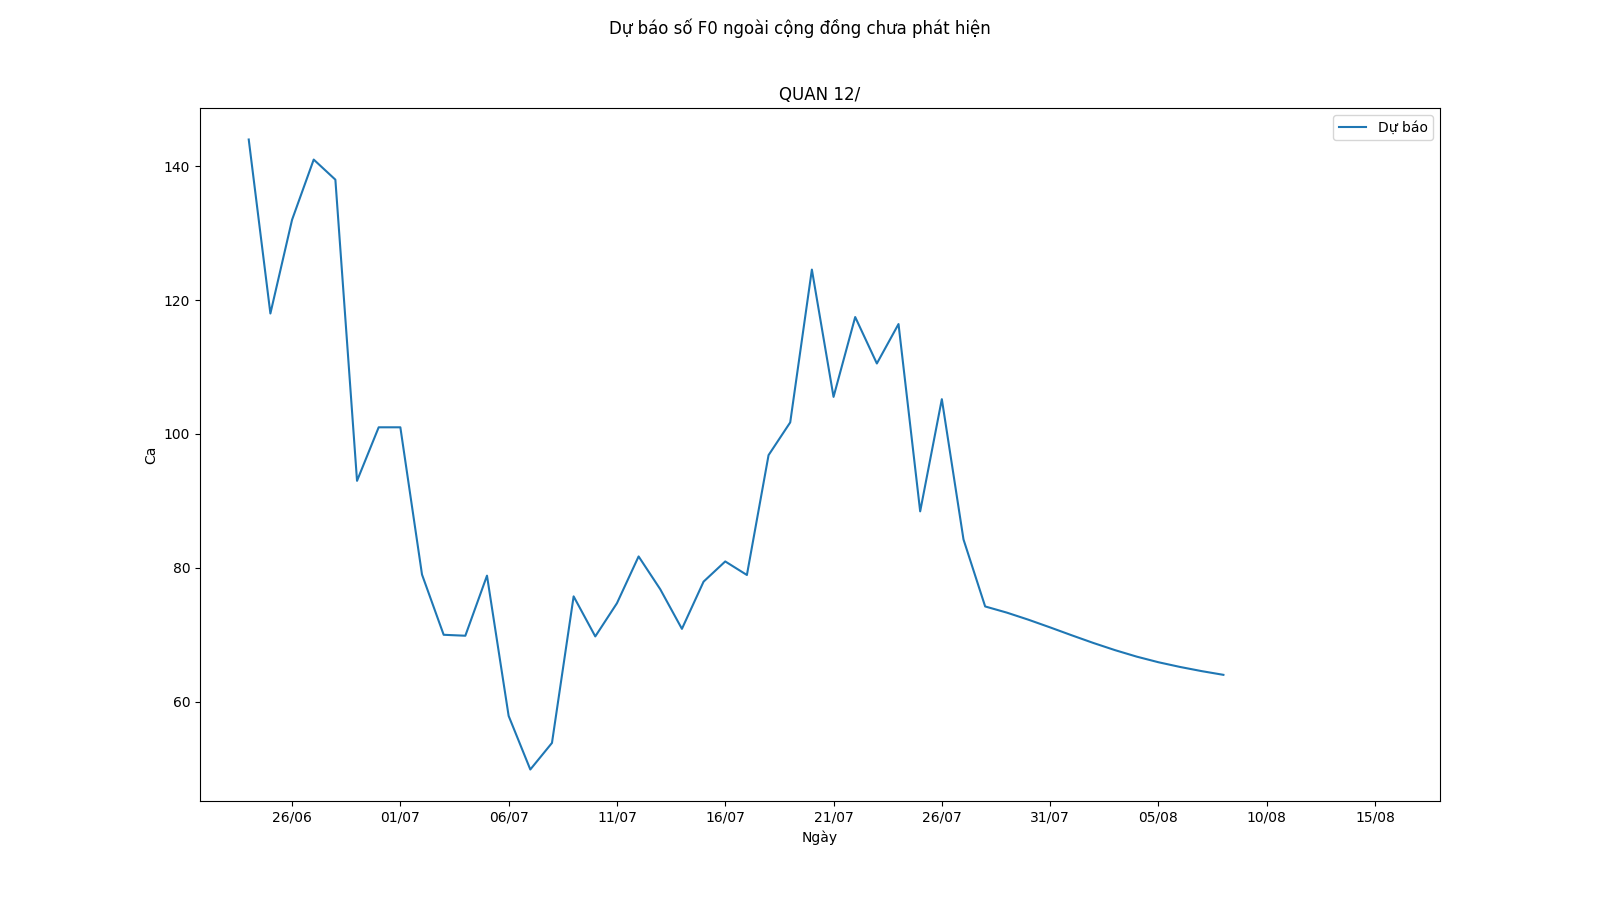 Dự báo số F0 ngoài cộng đồng chưa phát hiện
QUAN 12/
Dự báo
140
120
100
80
60
Ca
26/06 01/07 06/07 11/07 16/07 21/07 26/07 31/07 05/08 10/08 15/08
Ngày